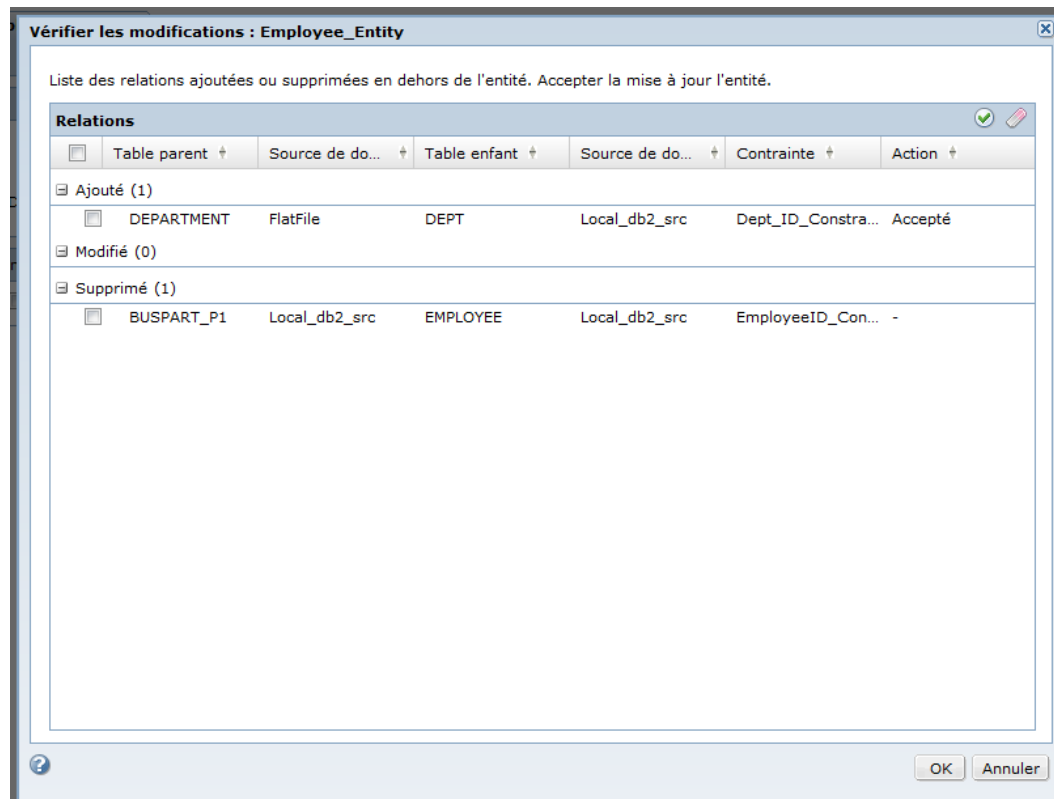 Vérifier les modifications : Employee_Entity
Liste des relations ajoutées ou supprimées en dehors de l'entité. Accepter la mise à jour l'entité.
Relations
Table parent Source de do... Table enfant Source de do... Contrainte Action
Ajouté (1)
DEPARTMENT FlatFile DEPT Local_db2_src Dept_ID_Constra... Accepté
Modifié (0)
Supprimé (1)
BUSPART_P1 Local_db2_src EMPLOYEE Local_db2_src EmployeeID_Con... -
OK Annuler